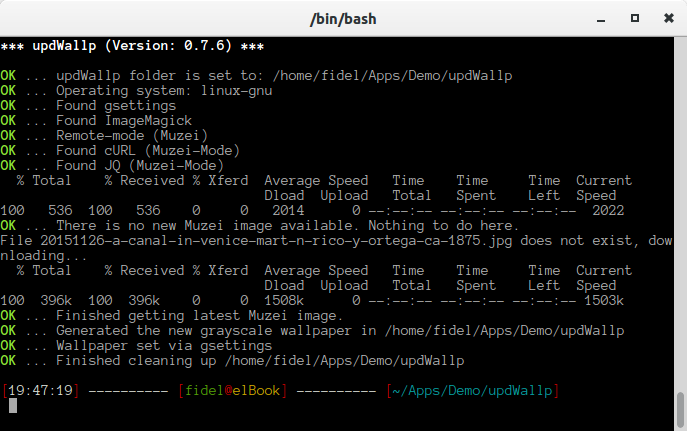 /bin/bash
*** updWallp (Version: 0.7.6) ***
OK ... updWallp folder is set to: /home/fidel/Apps/Demo/updWallp
OK ... Operating system: linux-gnu
OK ... Found gsettings
OK ... Found ImageMagick
OK ... Remote-mode (Muzei)
OK ... Found cURL (Muzei-Mode)
OK ... Found JQ (Muzei-Mode)
  % Total    % Received % Xferd  Average Speed   Time    Time     Time  Current
                                 Dload  Upload   Total   Spent    Left  Speed
100   536  100   536    0     0   2014      0 --:--:-- --:--:-- --:--:--  2022
OK ... There is no new Muzei image available. Nothing to do here.
File 20151126-a-canal-in-venice-mart-n-rico-y-ortega-ca-1875.jpg does not exist, dow
nloading...
  % Total    % Received % Xferd  Average Speed   Time    Time     Time  Current
                                 Dload  Upload   Total   Spent    Left  Speed
100  396k  100  396k    0     0  1508k      0 --:--:-- --:--:-- --:--:-- 1503k
OK ... Finished getting latest Muzei image.
OK ... Generated the new grayscale wallpaper in /home/fidel/Apps/Demo/updWallp
OK ... Wallpaper set via gsettings
OK ... Finished cleaning up /home/fidel/Apps/Demo/updWallp
[19:47:19] ---------- [fidel@elBook] ---------- [~/Apps/Demo/updWallp]